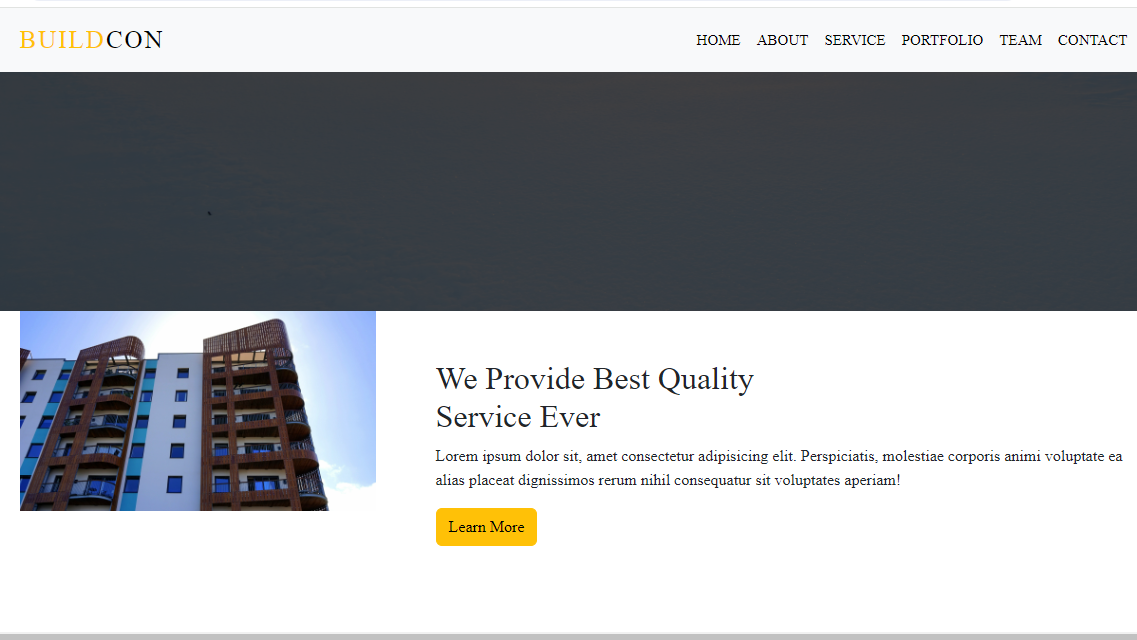 BUILDCON
HOME ABOUT SERVICE PORTFOLIO TEAM CONTACT
We Provide Best Quality
Service Ever
Lorem ipsum dolor sit, amet consectetur adipisicing elit. Perspiciatis, molestiae corporis animi voluptate ea
alias placeat dignissimos rerum nihil consequatur sit voluptates aperiam!
Learn More